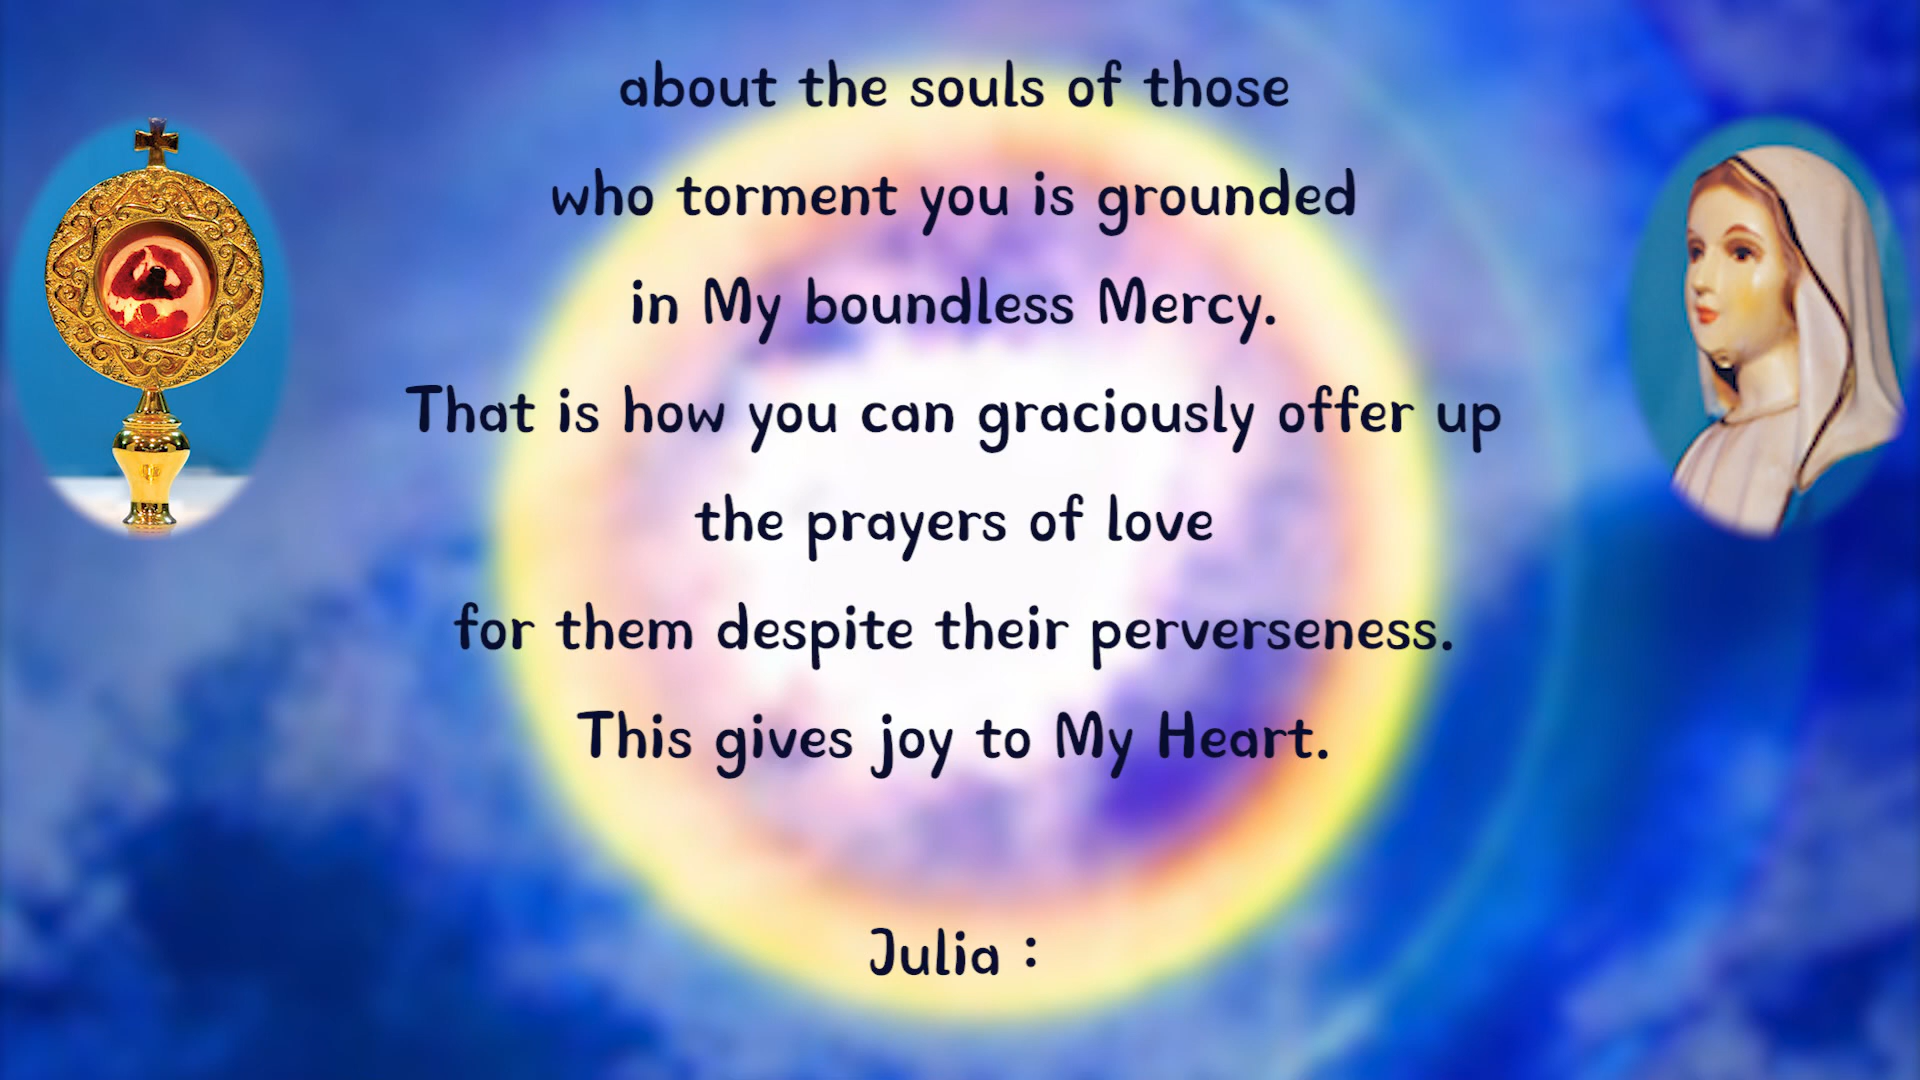 about the souls of those
who torment you is grounded
in My boundless Mercy.
That is how you can graciously offer up
the prayers of love
for them despite their perverseness.
This gives joy to My Heart.
Julia :